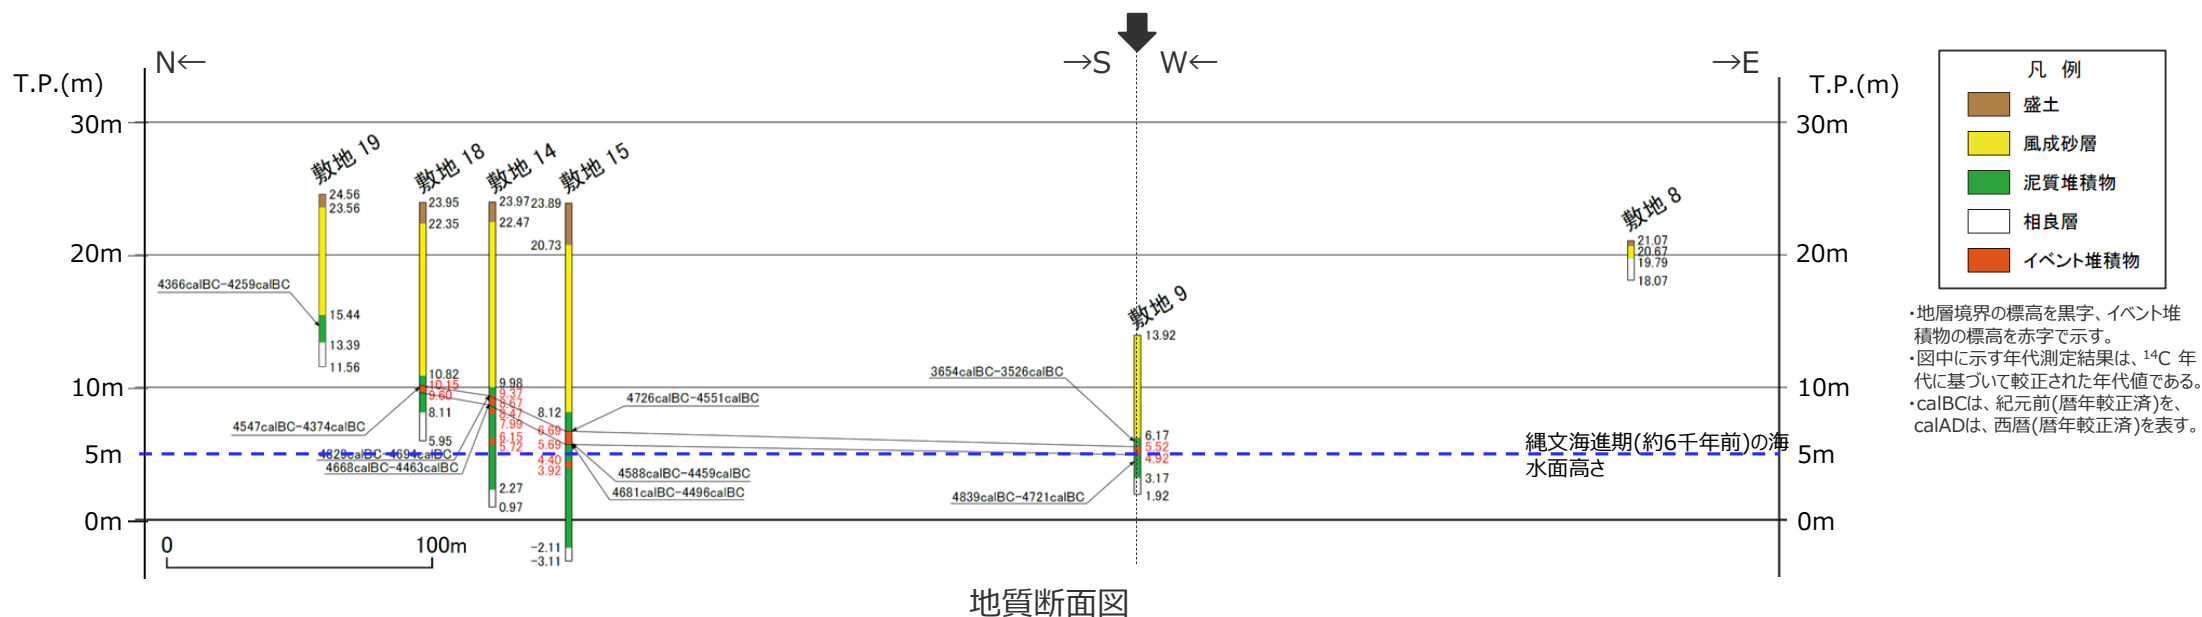 N← →S W← →E
T.P.(m) T.P.(m)
30m 30m
20m 20m
10m 10m
5m 5m
0m 0m
敷地 19
24.56
23.56
15.44
13.39
11.56
4366calBC-4259calBC
敷地 18
23.95
22.35
10.82
10.15
9.60
8.11
5.95
4547calBC-4374calBC
敷地 14
23.97
22.47
9.98
9.37
8.67
8.47
7.99
6.15
5.72
2.27
0.97
4829calBC-4694calBC
4668calBC-4463calBC
敷地 15
23.89
20.73
8.12
6.69
5.69
4.40
3.92
-2.11
-3.11
4726calBC-4551calBC
4588calBC-4459calBC
4681calBC-4496calBC
敷地 9
13.92
6.17
5.52
4.92
3.17
1.92
3654calBC-3526calBC
4839calBC-4721calBC
敷地 8
21.07
20.67
19.79
18.07
縄文海進期(約6千年前)の海
水面高さ
0 100m
地質断面図
凡 例
盛土
風成砂層
泥質堆積物
相良層
イベント堆積物
・地層境界の標高を黒字、イベント堆
積物の標高を赤字で示す。
・図中に示す年代測定結果は、14C 年
代に基づいて較正された年代値である。
・calBCは、紀元前(暦年較正済)を、
calADは、西暦(暦年較正済)を表す。